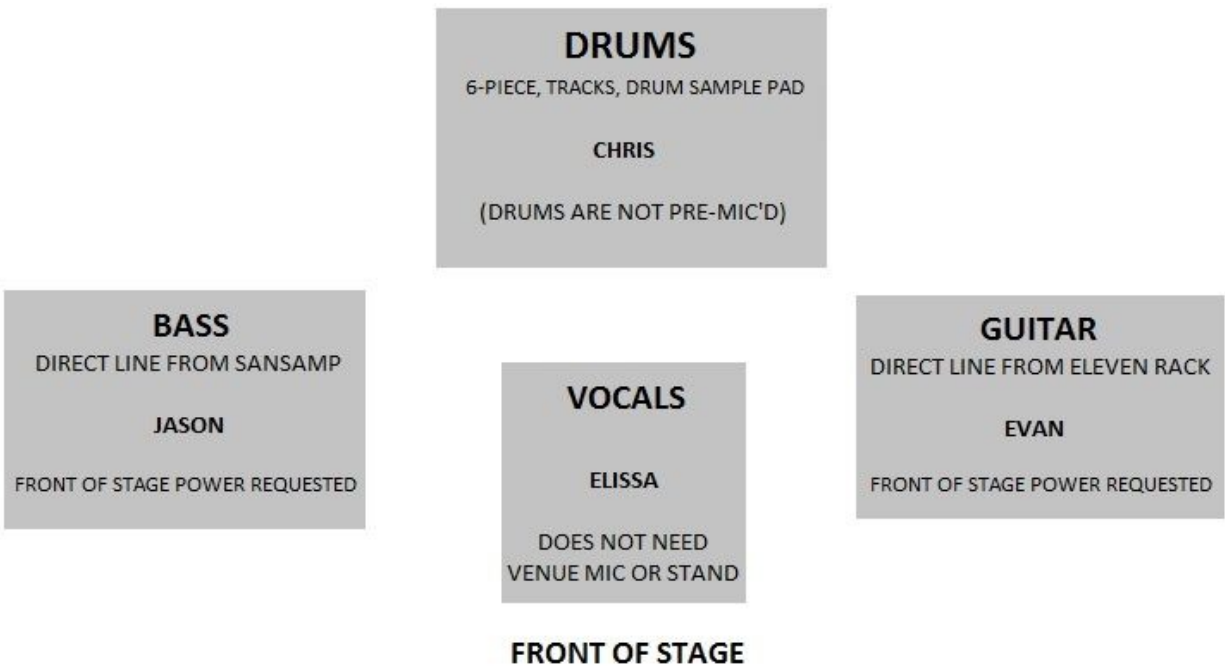 DRUMS
6-PIECE, TRACKS, DRUM SAMPLE PAD
CHRIS
(DRUMS ARE NOT PRE-MIC'D)
BASS
DIRECT LINE FROM SANSAMP
JASON
FRONT OF STAGE POWER REQUESTED
VOCALS
ELISSA
DOES NOT NEED
VENUE MIC OR STAND
GUITAR
DIRECT LINE FROM ELEVEN RACK
EVAN
FRONT OF STAGE POWER REQUESTED
FRONT OF STAGE